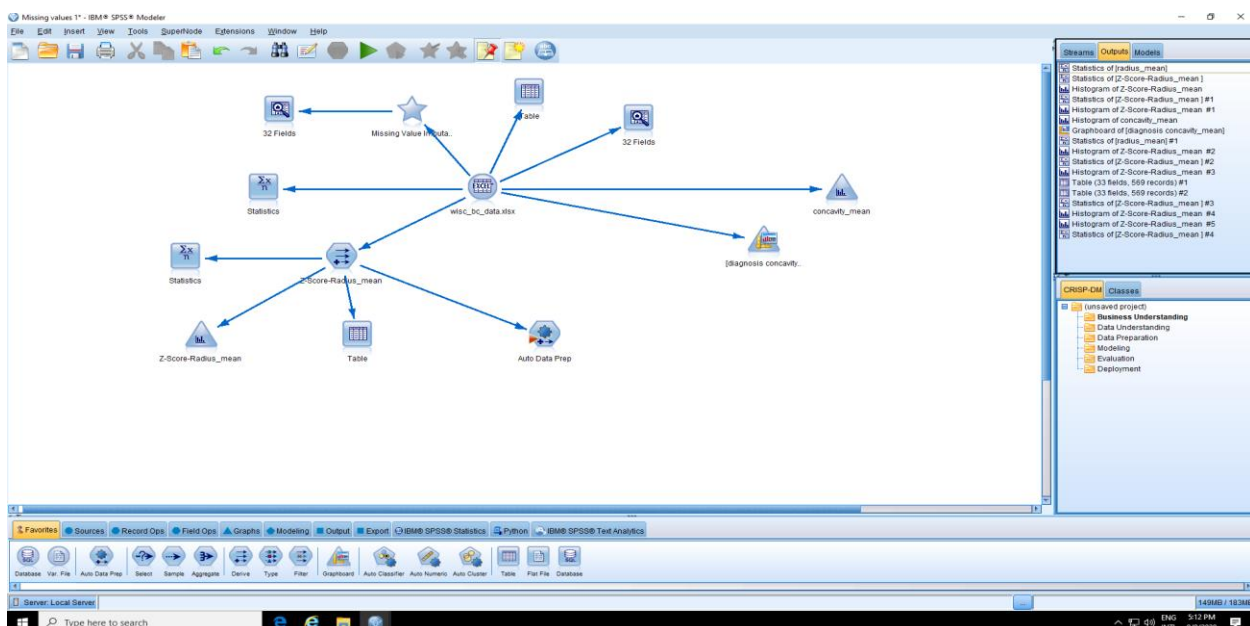 Missing values 1* - IBM® SPSS® Modeler
File Edit Insert View Tools SuperNode Extensions Window Help
Streams Outputs Models
Statistics of [radius_mean]
Statistics of [Z-Score-Radius_mean ]
Histogram of Z-Score-Radius_mean
Statistics of [Z-Score-Radius_mean ] #1
Histogram of Z-Score-Radius_mean #1
Histogram of concavity_mean
Graphboard of [diagnosis concavity_mean]
Statistics of [radius_mean] #1
Histogram of Z-Score-Radius_mean #2
Statistics of [Z-Score-Radius_mean ] #2
Histogram of Z-Score-Radius_mean #3
Table (33 fields, 569 records) #1
Table (33 fields, 569 records) #2
Statistics of [Z-Score-Radius_mean ] #3
Histogram of Z-Score-Radius_mean #4
Histogram of Z-Score-Radius_mean #5
Statistics of [Z-Score-Radius_mean ] #4
32 Fields
Missing Value Imputa..
Table
32 Fields
Statistics
wisc_bc_data.xlsx
concavity_mean
[diagnosis concavity..
Statistics
Z-Score-Radius_mean
Z-Score-Radius_mean
Table
Auto Data Prep
CRISP-DM Classes
(unsaved project)
Business Understanding
Data Understanding
Data Preparation
Modeling
Evaluation
Deployment
Favorites Sources Record Ops Field Ops Graphs Modeling Output Export IBM® SPSS® Statistics Python IBM® SPSS® Text Analytics
Database Var. File Auto Data Prep Select Sample Aggregate Derive Type Filter Graphboard Auto Classifier Auto Numeric Auto Cluster Table Flat File Database
Server: Local Server
149MB / 183MB
Type here to search
ENG 5:12 PM